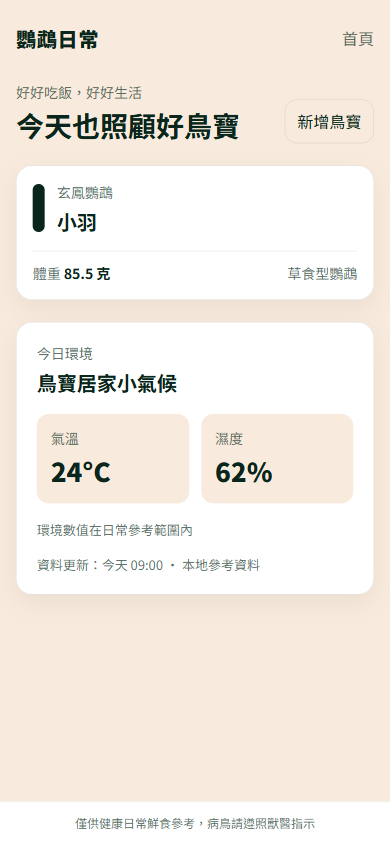 鸚鵡日常
首頁
好好吃飯，好好生活
今天也照顧好鳥寶
新增鳥寶
玄鳳鸚鵡
小羽
體重 85.5 克
草食型鸚鵡
今日環境
鳥寶居家小氣候
氣溫
濕度
24°C
62%
環境數值在日常參考範圍內
資料更新：今天 09:00 · 本地參考資料
僅供健康日常鮮食參考，病鳥請遵照獸醫指示